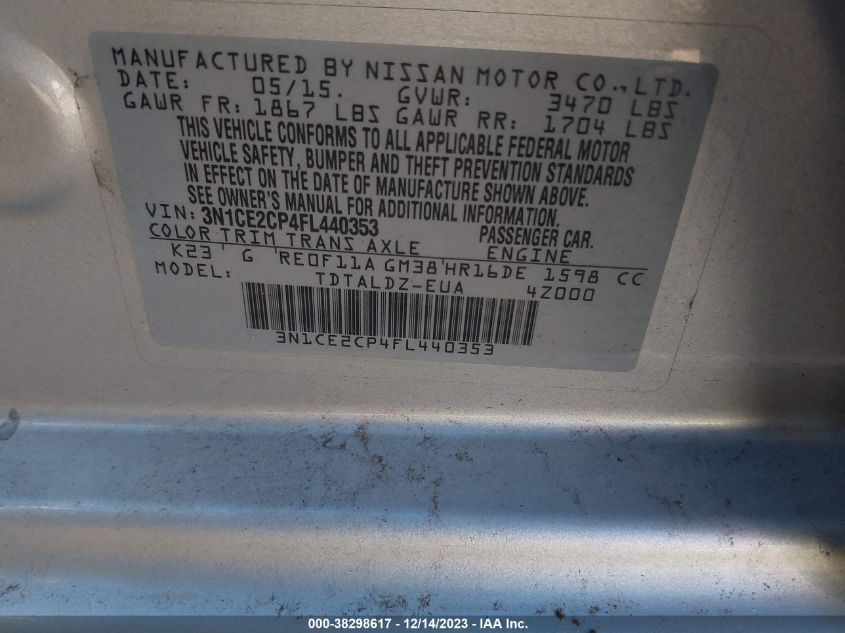 MANUFACTURED BY NISSAN MOTOR CO., LTD.
DATE: 05/15. GVWR: 3470 LBS
GAWR FR: 1867 LBS GAWR RR: 1704 LBS
THIS VEHICLE CONFORMS TO ALL APPLICABLE FEDERAL MOTOR
VEHICLE SAFETY, BUMPER AND THEFT PREVENTION STANDARDS
IN EFFECT ON THE DATE OF MANUFACTURE SHOWN ABOVE.
SEE OWNER'S MANUAL FOR ADDITIONAL INFORMATION.
VIN: 3N1CE2CP4FL440353 PASSENGER CAR.
COLOR TRIM TRANS AXLE ENGINE
K23 G RE0F11A GM38 HR16DE 1598 CC
MODEL: TDTALDZ-EUA 4Z000
3N1CE2CP4FL440353
000-38298617 - 12/14/2023 - IAA Inc.